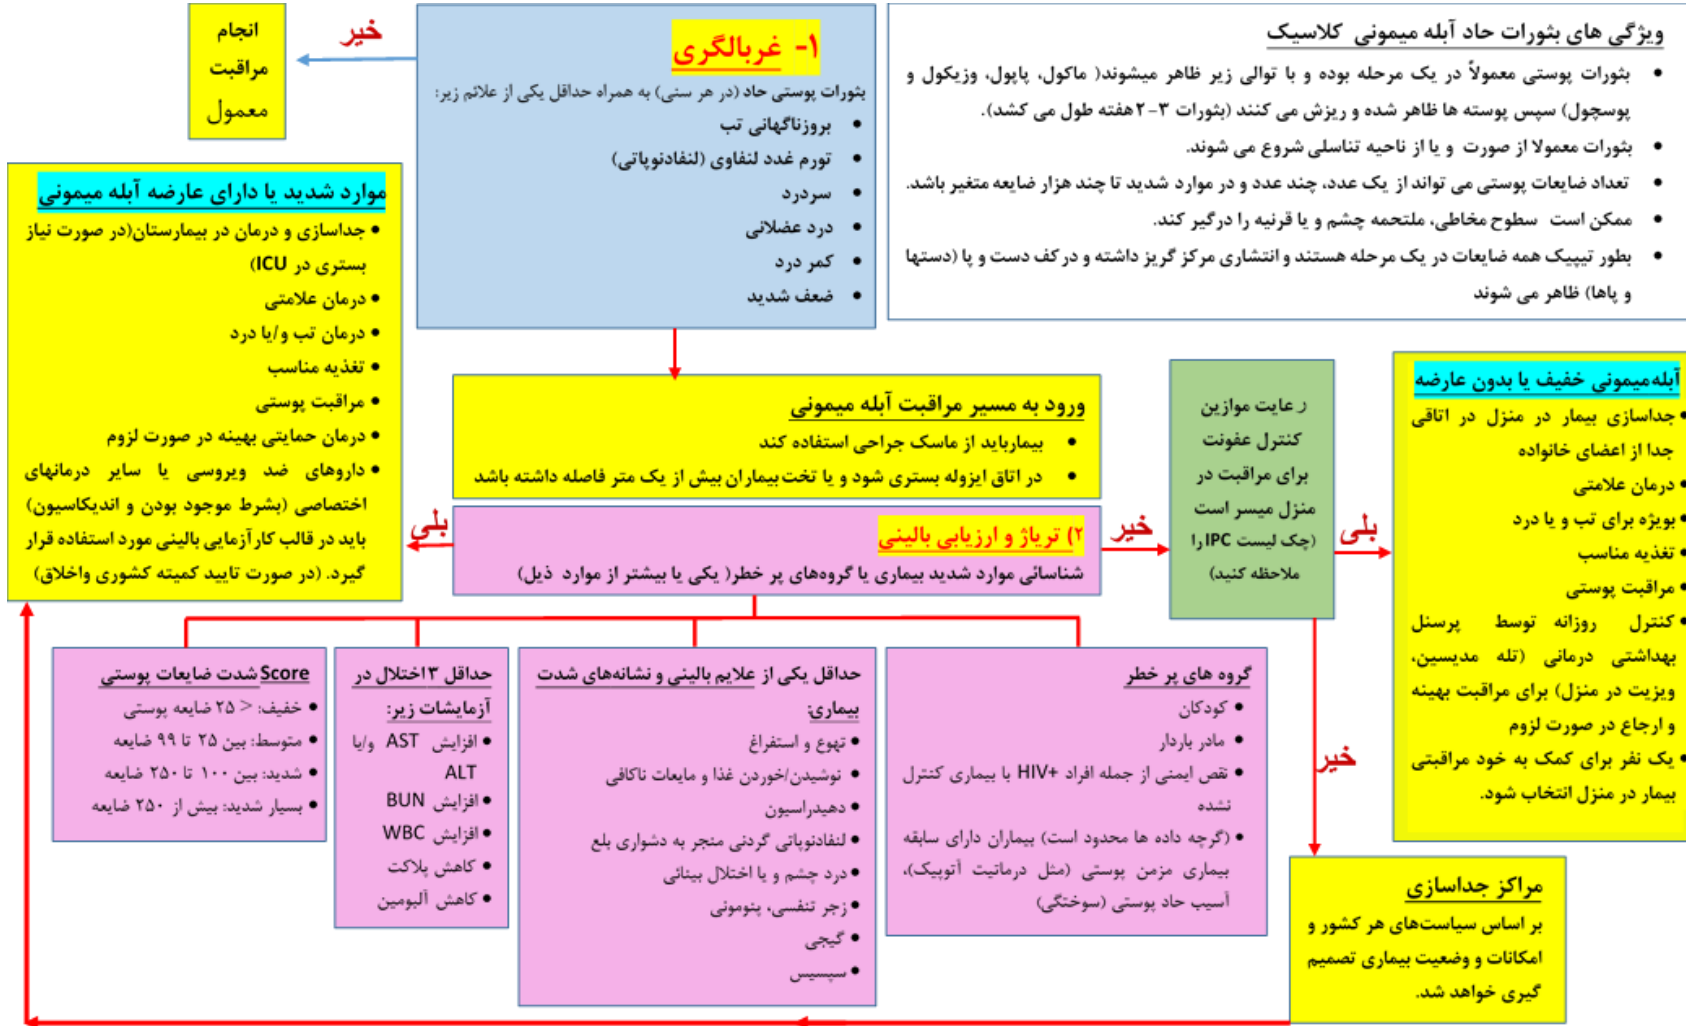 ویژگی های بثورات حاد آبله میمونی کلاسیک
• بثورات پوستی معمولاً در یک مرحله بوده و با توالی زیر ظاهر میشوند( ماکول، پاپول، وزیکول و
پوسچول) سپس پوسته ها ظاهر شده و ریزش می کنند (بثورات ۳-۲هفته طول می کشد).
• بثورات معمولا از صورت و یا از ناحیه تناسلی شروع می شوند.
• تعداد ضایعات پوستی می تواند از یک عدد، چند عدد و در موارد شدید تا چند هزار ضایعه متغیر باشد.
• ممکن است سطوح مخاطی، ملتحمه چشم و یا قرنیه را درگیر کند.
• بطور تیپیک همه ضایعات در یک مرحله هستند و انتشاری مرکز گریز داشته و در کف دست و پا (دستها
و پاها) ظاهر می شوند
۱- غربالگری
بثورات پوستی حاد (در هر سنی) به همراه حداقل یکی از علائم زیر:
• بروزناگهانی تب
• تورم غدد لنفاوی (لنفادنوپاتی)
• سردرد
• درد عضلانی
• کمر درد
• ضعف شدید
خیر
انجام
مراقبت
معمول
ورود به مسیر مراقبت آبله میمونی
• بیمارباید از ماسک جراحی استفاده کند
• در اتاق ایزوله بستری شود و یا تخت بیماران بیش از یک متر فاصله داشته باشد
۲) تریاژ و ارزیابی بالینی
شناسائی موارد شدید بیماری یا گروههای پر خطر( یکی یا بیشتر از موارد ذیل)
خیر
رعایت موازین
کنترل عفونت
برای مراقبت در
منزل میسر است
(چک لیست IPC را
ملاحظه کنید)
بلی
آبله‌میمونی خفیف یا بدون عارضه
• جداسازی بیمار در منزل در اتاقی
جدا از اعضای خانواده
• درمان علامتی
• بویژه برای تب و یا درد
• تغذیه مناسب
• مراقبت پوستی
• کنترل روزانه توسط پرسنل
بهداشتی درمانی (تله مدیسین،
ویزیت در منزل) برای مراقبت بهینه
و ارجاع در صورت لزوم
• یک نفر برای کمک به خود مراقبتی
بیمار در منزل انتخاب شود.
خیر
مراکز جداسازی
بر اساس سیاست‌های هر کشور و
امکانات و وضعیت بیماری تصمیم
گیری خواهد شد.
بلی
موارد شدید یا دارای عارضه آبله میمونی
• جداسازی و درمان در بیمارستان(در صورت نیاز
بستری در ICU)
• درمان علامتی
• درمان تب و/یا درد
• تغذیه مناسب
• مراقبت پوستی
• درمان حمایتی بهینه در صورت لزوم
• داروهای ضد ویروسی یا سایر درمانهای
اختصاصی (بشرط موجود بودن و اندیکاسیون)
باید در قالب کارآزمایی بالینی مورد استفاده قرار
گیرد. (در صورت تایید کمیته کشوری واخلاق)
گروه های پر خطر
• کودکان
• مادر باردار
• نقص ایمنی از جمله افراد HIV+ با بیماری کنترل
نشده
• (گرچه داده ها محدود است) بیماران دارای سابقه
بیماری مزمن پوستی (مثل درماتیت آتوپیک)،
آسیب حاد پوستی (سوختگی)
حداقل یکی از علایم بالینی و نشانه‌های شدت
بیماری:
• تهوع و استفراغ
• نوشیدن/خوردن غذا و مایعات ناکافی
• دهیدراسیون
• لنفادنوپاتی گردنی منجر به دشواری بلع
• درد چشم و یا اختلال بینائی
• زجر تنفسی، پنومونی
• گیجی
• سپسیس
حداقل ۳اختلال در
آزمایشات زیر:
• افزایش AST و/یا
ALT
• افزایش BUN
• افزایش WBC
• کاهش پلاکت
• کاهش آلبومین
Score شدت ضایعات پوستی
• خفیف: < ۲۵ ضایعه پوستی
• متوسط: بین ۲۵ تا ۹۹ ضایعه
• شدید: بین ۱۰۰ تا ۲۵۰ ضایعه
• بسیار شدید: بیش از ۲۵۰ ضایعه